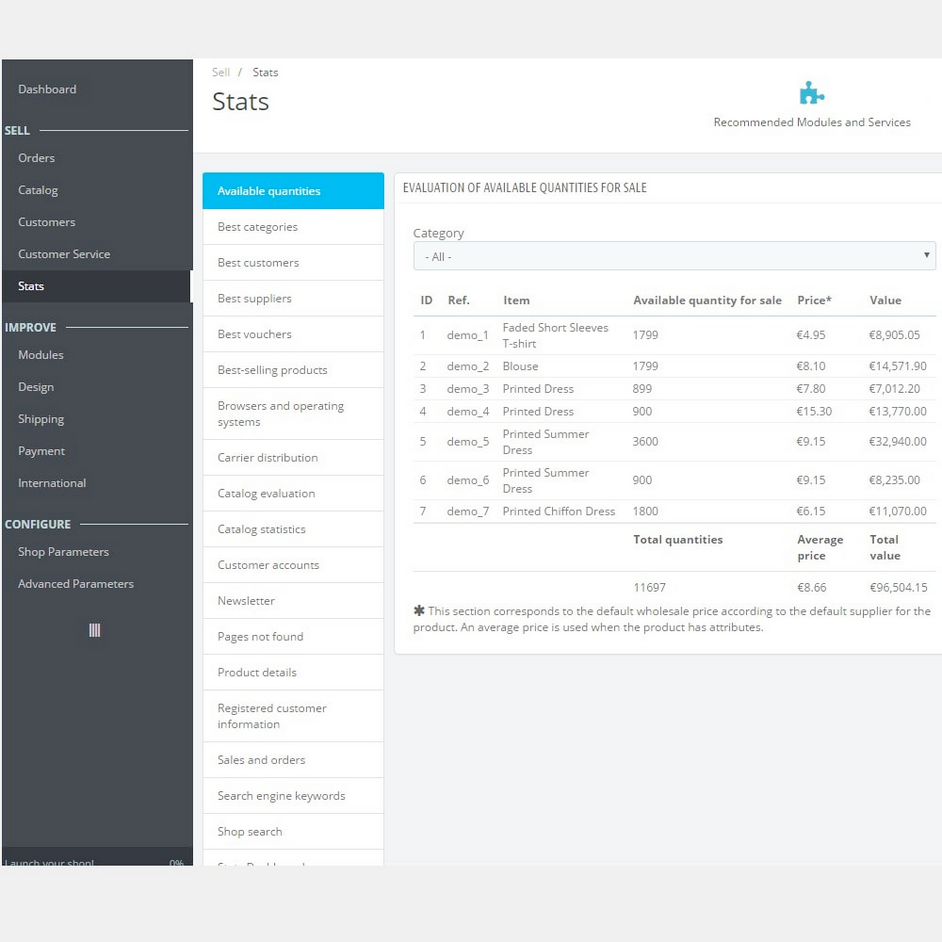 Dashboard
SELL
Orders
Catalog
Customers
Customer Service
Stats
IMPROVE
Modules
Design
Shipping
Payment
International
CONFIGURE
Shop Parameters
Advanced Parameters
Launch your shop! 0%
Sell / Stats
Stats
Recommended Modules and Services
Available quantities
Best categories
Best customers
Best suppliers
Best vouchers
Best-selling products
Browsers and operating
systems
Carrier distribution
Catalog evaluation
Catalog statistics
Customer accounts
Newsletter
Pages not found
Product details
Registered customer
information
Sales and orders
Search engine keywords
Shop search
EVALUATION OF AVAILABLE QUANTITIES FOR SALE
Category
- All -
ID Ref. Item Available quantity for sale Price* Value
1 demo_1 Faded Short Sleeves
T-shirt 1799 €4.95 €8,905.05
2 demo_2 Blouse 1799 €8.10 €14,571.90
3 demo_3 Printed Dress 899 €7.80 €7,012.20
4 demo_4 Printed Dress 900 €15.30 €13,770.00
5 demo_5 Printed Summer
Dress 3600 €9.15 €32,940.00
6 demo_6 Printed Summer
Dress 900 €9.15 €8,235.00
7 demo_7 Printed Chiffon Dress 1800 €6.15 €11,070.00
Total quantities Average
price Total
value
11697 €8.66 €96,504.15
✱ This section corresponds to the default wholesale price according to the default supplier for the
product. An average price is used when the product has attributes.